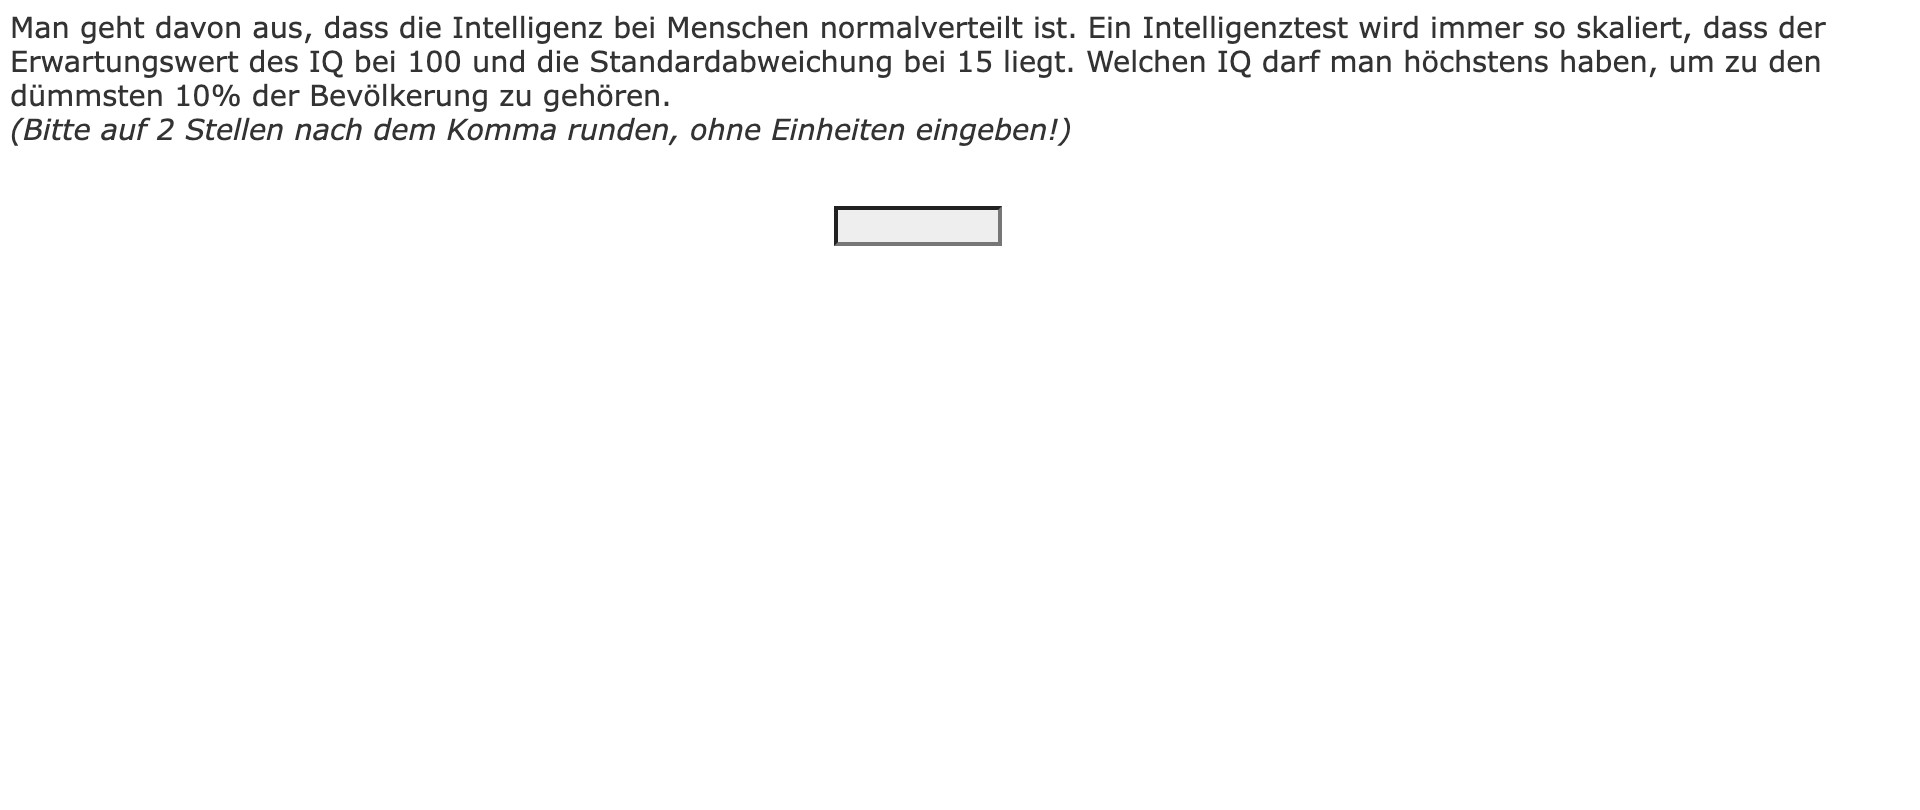 Man geht davon aus, dass die Intelligenz bei Menschen normalverteilt ist. Ein Intelligenztest wird immer so skaliert, dass der
Erwartungswert des IQ bei 100 und die Standardabweichung bei 15 liegt. Welchen IQ darf man höchstens haben, um zu den
dümmsten 10% der Bevölkerung zu gehören.
(Bitte auf 2 Stellen nach dem Komma runden, ohne Einheiten eingeben!)